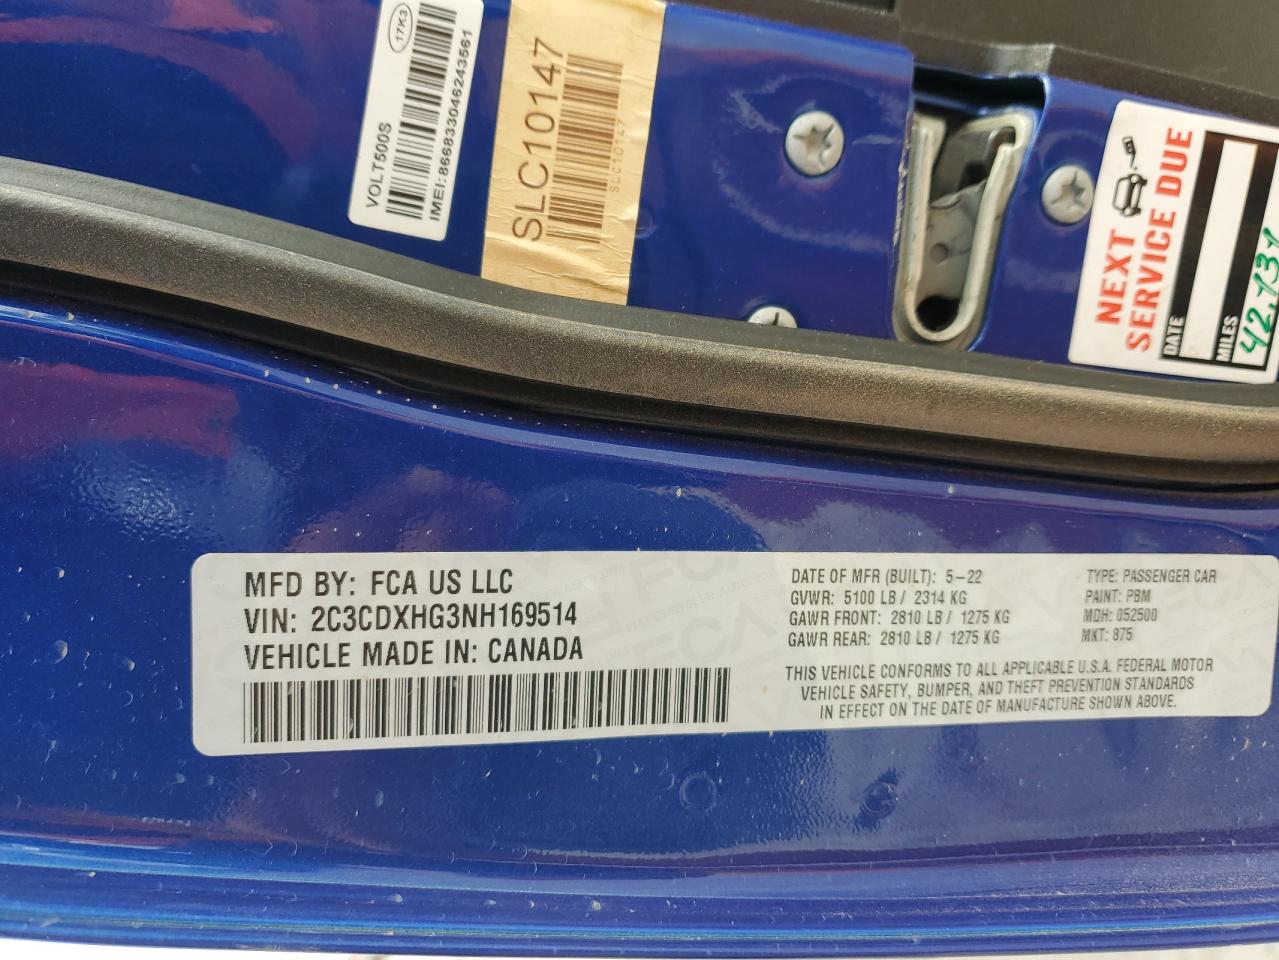 17K3
VOLT500S
IMEI:866833046243561
SLC10147
SLC10147
NEXT
SERVICE DUE
DATE
MILES
MFD BY: FCA US LLC
VIN: 2C3CDXHG3NH169514
VEHICLE MADE IN: CANADA
DATE OF MFR (BUILT): 5-22
GVWR: 5100 LB / 2314 KG
GAWR FRONT: 2810 LB / 1275 KG
GAWR REAR: 2810 LB / 1275 KG
TYPE: PASSENGER CAR
PAINT: PBM
MDH: 052500
MKT: 875
THIS VEHICLE CONFORMS TO ALL APPLICABLE U.S.A. FEDERAL MOTOR
VEHICLE SAFETY, BUMPER, AND THEFT PREVENTION STANDARDS
IN EFFECT ON THE DATE OF MANUFACTURE SHOWN ABOVE.